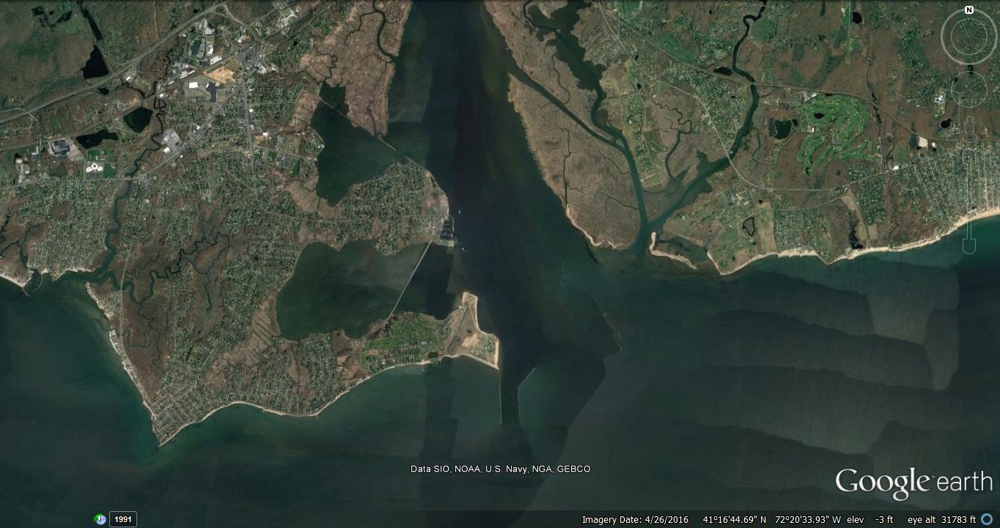 N
Data SIO, NOAA, U.S. Navy, NGA, GEBCO
Google earth
1991
Imagery Date: 4/26/2016 41°16'44.69" N 72°20'33.93" W elev -3 ft eye alt 31783 ft